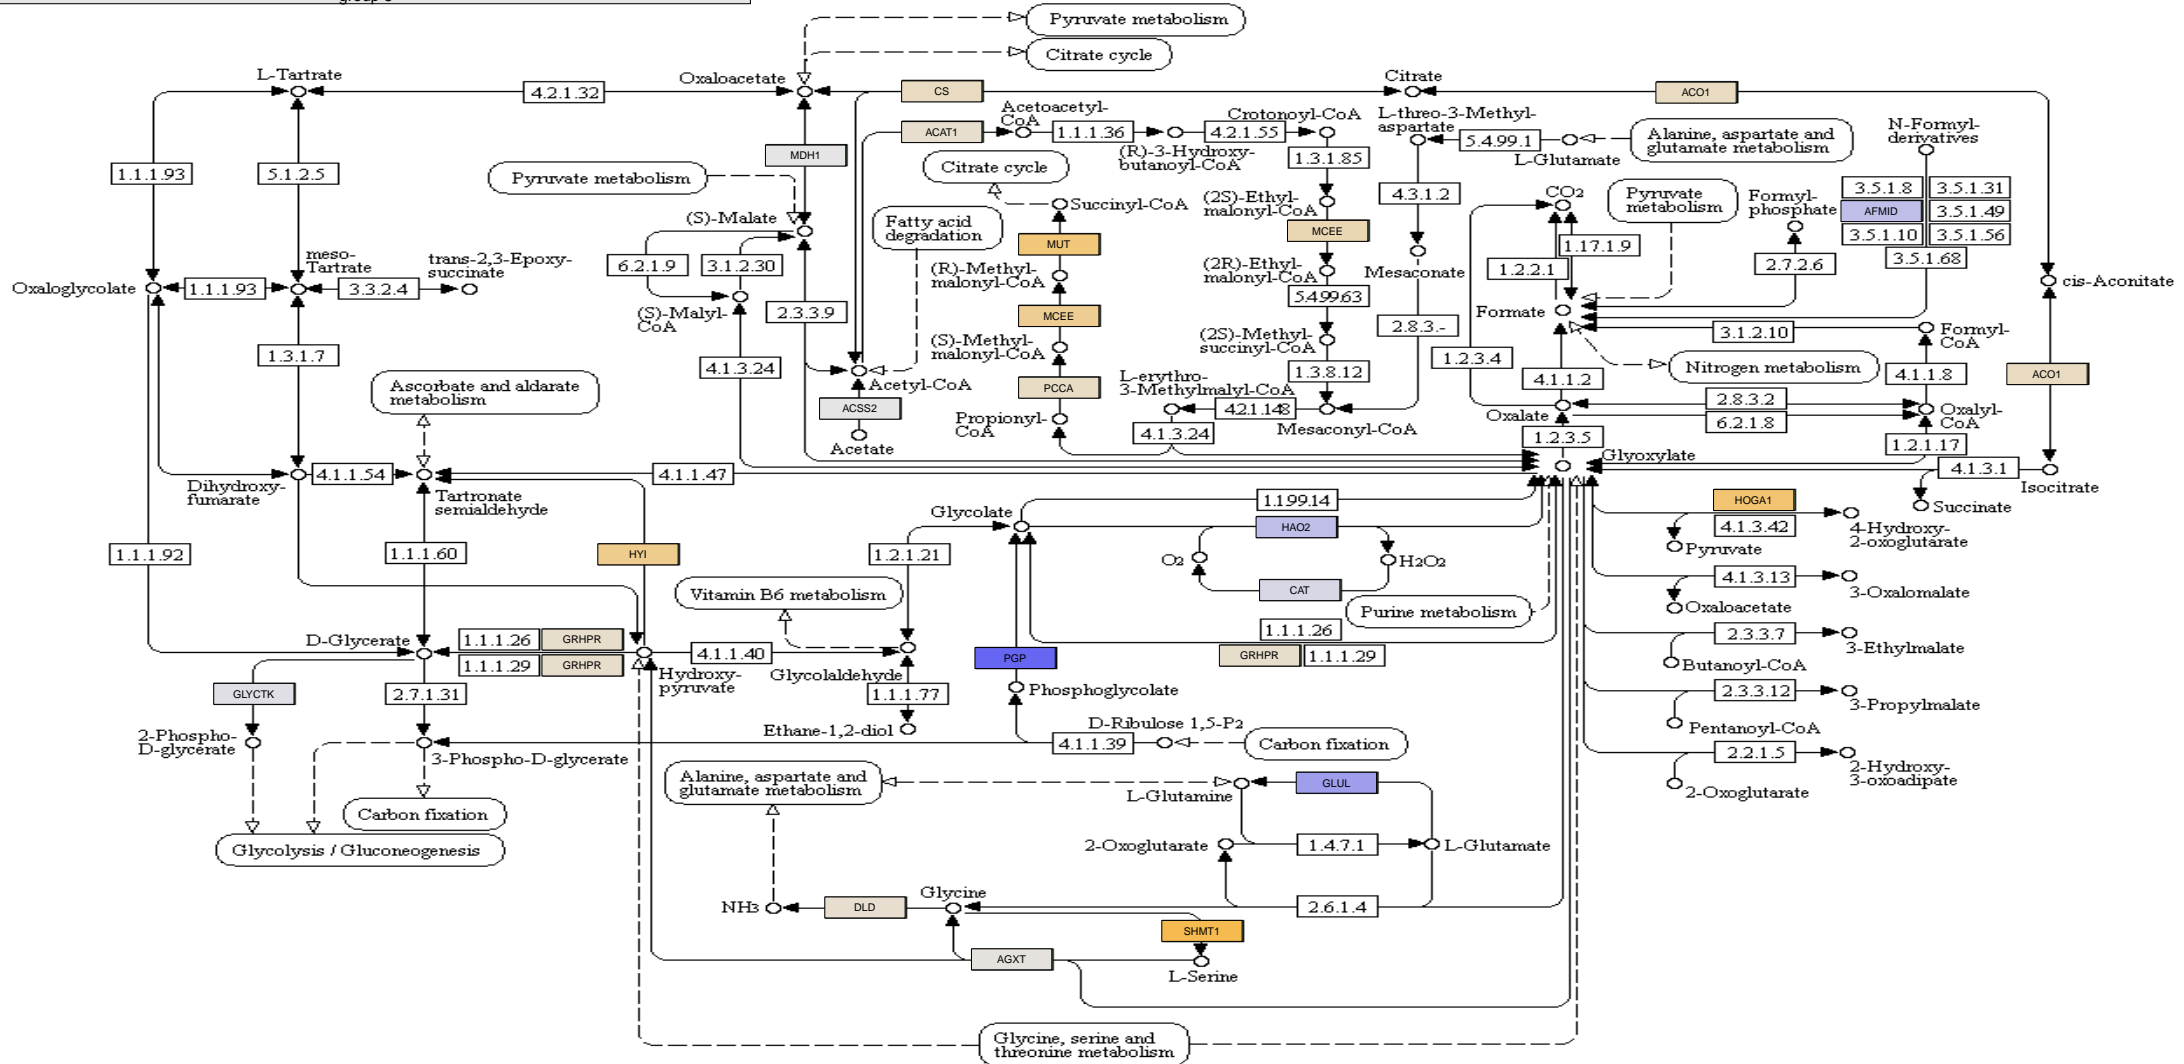 group 3
Pyruvate metabolism
Citrate cycle
L-Tartrate
4.2.1.32
Oxaloacetate
CS
Citrate
ACO1
Acetoacetyl-
CoA
ACAT1
1.1.1.36
4.2.1.55
Crotonoyl-CoA
(R)-3-Hydroxy-
butanoyl-CoA
L-threo-3-Methyl-
aspartate
5.4.99.1
L-Glutamate
Alanine, aspartate and
glutamate metabolism
N-Formyl-
derivatives
MDH1
1.3.1.85
1.1.1.93
5.1.2.5
Pyruvate metabolism
Citrate cycle
Succinyl-CoA
(2S)-Ethyl-
malonyl-CoA
4.3.1.2
CO2
Pyruvate
metabolism
Formyl-
phosphate
3.5.1.8
3.5.1.31
AFMID
3.5.1.49
3.5.1.10
3.5.1.56
3.5.1.68
(S)-Malate
Fatty acid
degradation
MUT
MCEE
1.17.1.9
1.2.2.1
2.7.2.6
6.2.1.9
3.1.2.30
meso-
Tartrate
trans-2,3-Epoxy-
succinate
(R)-Methyl-
malonyl-CoA
(2R)-Ethyl-
malonyl-CoA
Mesaconate
Oxaloglycolate
1.1.1.93
3.3.2.4
cis-Aconitate
(S)-Malyl-
CoA
2.3.3.9
MCEE
5.4.99.63
Formate
1.3.1.7
(S)-Methyl-
malonyl-CoA
(2S)-Methyl-
succinyl-CoA
2.8.3.-
3.1.2.10
Formyl-
CoA
4.1.3.24
1.2.3.4
Nitrogen metabolism
Ascorbate and aldarate
metabolism
Acetyl-CoA
PCCA
L-erythro-
3-Methylmalyl-CoA
1.3.8.12
4.1.1.2
4.1.1.8
ACO1
ACSS2
Propionyl-
CoA
4.2.1.148
Mesaconyl-CoA
Oxalate
2.8.3.2
6.2.1.8
Oxalyl-
CoA
Acetate
4.1.3.24
1.2.3.5
1.2.1.17
Glyoxylate
Dihydroxy-
fumarate
4.1.1.54
4.1.1.47
4.1.3.1
Isocitrate
Tartronate
semialdehyde
Succinate
Glycolate
1.1.99.14
HAO2
HOGA1
4.1.3.42
4-Hydroxy-
2-oxoglutarate
Pyruvate
1.1.1.92
1.1.1.60
HYI
1.2.1.21
O2
H2O2
CAT
4.1.3.13
3-Oxalomalate
Oxaloacetate
Vitamin B6 metabolism
Purine metabolism
D-Glycerate
1.1.1.26
GRHPR
1.1.1.29
GRHPR
4.1.1.40
1.1.1.26
GRHPR
1.1.1.29
2.3.3.7
3-Ethylmalate
Butanoyl-CoA
PGP
Hydroxy-
pyruvate
Glycolaldehyde
GLYCTK
2.7.1.31
1.1.1.77
Phosphoglycolate
2.3.3.12
3-Propylmalate
Pentanoyl-CoA
2-Phospho-
D-glycerate
3-Phospho-D-glycerate
Ethane-1,2-diol
D-Ribulose 1,5-P2
4.1.1.39
Carbon fixation
2.2.1.5
2-Hydroxy-
3-oxoadipate
2-Oxoglutarate
Carbon fixation
Glycolysis / Gluconeogenesis
Alanine, aspartate and
glutamate metabolism
L-Glutamine
GLUL
2-Oxoglutarate
1.4.7.1
L-Glutamate
NH3
DLD
Glycine
2.6.1.4
SHMT1
AGXT
L-Serine
Glycine, serine and
threonine metabolism